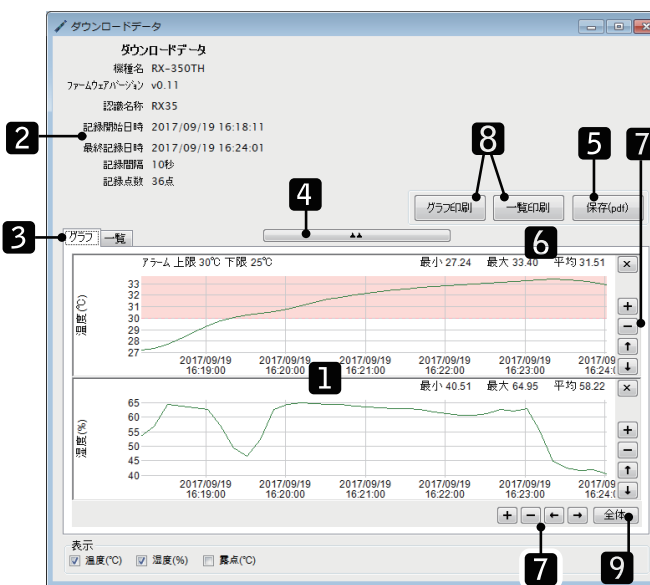 ダウンロードデータ
ダウンロードデータ
機種名 RX-350TH
ファームウェアバージョン v0.11
認識名称 RX35
2 記録開始日時 2017/09/19 16:18:11
最終記録日時 2017/09/19 16:24:01
記録間隔 10秒
記録点数 36点
8 5 7
4
グラフ印刷 一覧印刷 保存(pdf)
3 グラフ 一覧 ▲▲ 6
アラーム 上限 30℃ 下限 25℃ 最小 27.24 最大 33.40 平均 31.51 ×
温度(℃)
33
32
31
30
29
28
27
+
−
↑
↓
2017/09/19 2017/09/19 2017/09/19 2017/09/19 2017/09/19 2017/09
16:19:00 16:20:00 16:21:00 16:22:00 16:23:00 16:24:
1
最小 40.51 最大 64.95 平均 58.22 ×
湿度(%)
65
60
55
50
45
40
+
−
↑
↓
2017/09/19 2017/09/19 2017/09/19 2017/09/19 2017/09/19 2017/09
16:19:00 16:20:00 16:21:00 16:22:00 16:23:00 16:24:
+ − ← → 全体
表示
温度(℃) 湿度(%) 露点(℃)
7 9